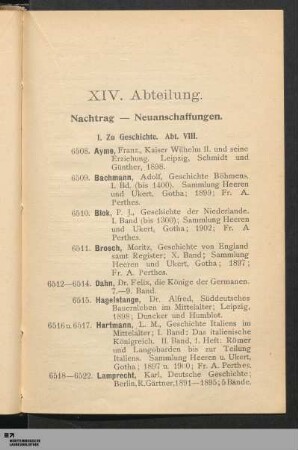 XIV. Abteilung.
Nachtrag — Neuanschaffungen.
I. Zu Geschichte. Abt. VIII.
6508. Ayme, Franz, Kaiser Wilhelm II. und seine
Erziehung. Leipzig, Schmidt und
Günther, 1898.
6509. Bachmann, Adolf, Geschichte Böhmens,
I. Bd. (bis 1400). Sammlung Heeren
und Ukert, Gotha; 1899; Fr. A.
Perthes.
6510. Blok, P. J., Geschichte der Niederlande.
I. Band (bis 1300); Sammlung Heeren
und Ukert, Gotha; 1902; Fr. A.
Perthes.
6511. Brosch, Moritz, Geschichte von England
samt Register; X. Band; Sammlung
Heeren und Ukert, Gotha; 1897;
Fr. A. Perthes.
6512—6514. Dahn, Dr. Felix, die Könige der Germanen.
7.—9. Band.
6515. Hagelstange, Dr. Alfred, Süddeutsches
Bauernleben im Mittelalter; Leipzig,
1898; Duncker und Humblot.
6516 u. 6517. Hartmann, L. M., Geschichte Italiens im
Mittelalter; I. Band: Das italienische
Königreich. II. Band, I. Heft: Römer
und Langobarden bis zur Teilung
Italiens. Sammlung Heeren u. Ukert,
Gotha; 1897 u. 1900; Fr. A. Perthes.
6518—6522. Lamprecht, Karl, Deutsche Geschichte;
Berlin, K. Gärtner, 1891—1895; 5 Bände.
WÜRTTEMBERGISCHE
LANDESBIBLIOTHEK